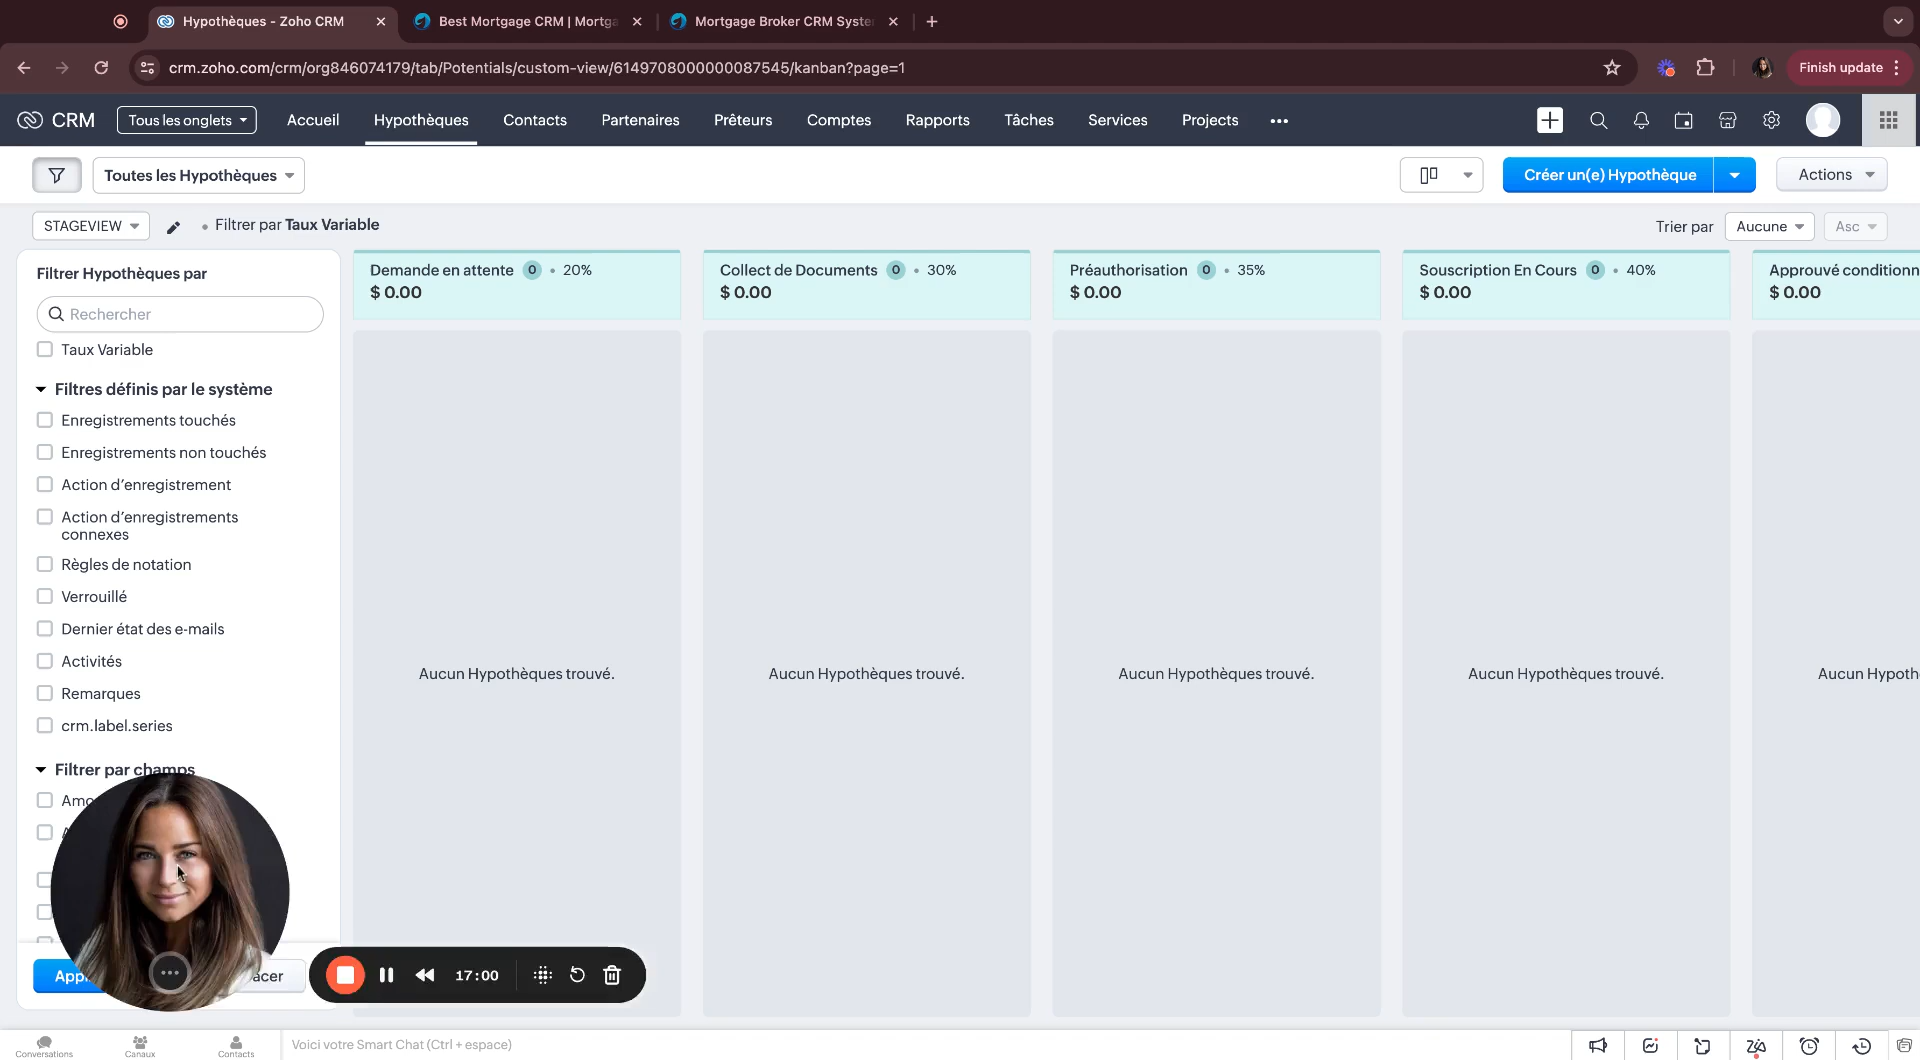 Hypothèques - Zoho CRM
Best Mortgage CRM | Mortga
Mortgage Broker CRM Syste
crm.zoho.com/crm/org846074179/tab/Potentials/custom-view/6149708000000087545/kanban?page=1
Finish update
CRM
Tous les onglets
Accueil
Hypothèques
Contacts
Partenaires
Prêteurs
Comptes
Rapports
Tâches
Services
Projects
Toutes les Hypothèques
Créer un(e) Hypothèque
Actions
STAGEVIEW
Filtrer par Taux Variable
Trier par
Aucune
Asc
Filtrer Hypothèques par
Rechercher
Taux Variable
Filtres définis par le système
Enregistrements touchés
Enregistrements non touchés
Action d’enregistrement
Action d’enregistrements
connexes
Règles de notation
Verrouillé
Dernier état des e-mails
Activités
Remarques
crm.label.series
Filtrer par champs
Demande en attente 0 • 20%
$ 0.00
Aucun Hypothèques trouvé.
Collect de Documents 0 • 30%
$ 0.00
Aucun Hypothèques trouvé.
Préauthorisation 0 • 35%
$ 0.00
Aucun Hypothèques trouvé.
Souscription En Cours 0 • 40%
$ 0.00
Aucun Hypothèques trouvé.
Approuvé conditionn
$ 0.00
Aucun Hypoth
17:00
Conversations
Canaux
Contacts
Voici votre Smart Chat (Ctrl + espace)